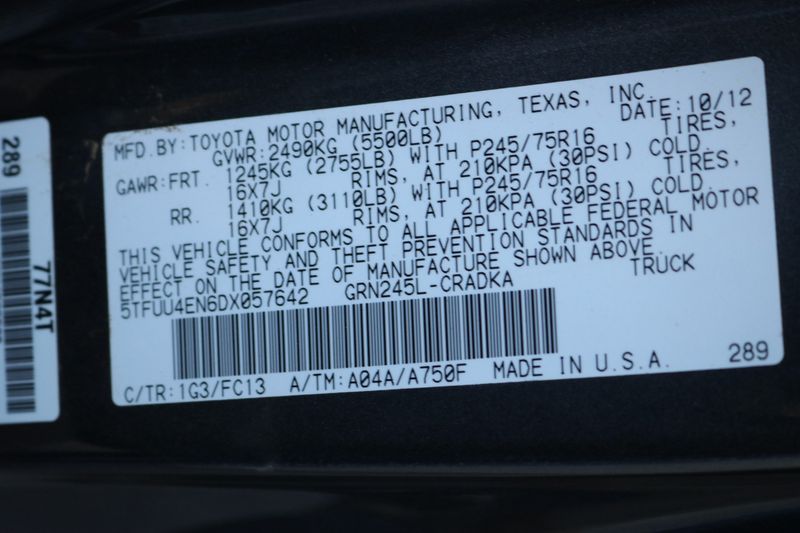 289
77N4T
MFD.BY:TOYOTA MOTOR MANUFACTURING, TEXAS, INC.
GVWR:2490KG (5500LB) DATE:10/12
GAWR:FRT. 1245KG (2755LB) WITH P245/75R16 TIRES,
16X7J RIMS, AT 210KPA (30PSI) COLD.
RR. 1410KG (3110LB) WITH P245/75R16 TIRES,
16X7J RIMS, AT 210KPA (30PSI) COLD.
THIS VEHICLE CONFORMS TO ALL APPLICABLE FEDERAL MOTOR
VEHICLE SAFETY AND THEFT PREVENTION STANDARDS IN
EFFECT ON THE DATE OF MANUFACTURE SHOWN ABOVE.
5TFUU4EN6DX057642 GRN245L-CRADKA TRUCK
C/TR:1G3/FC13 A/TM:A04A/A750F MADE IN U.S.A. 289